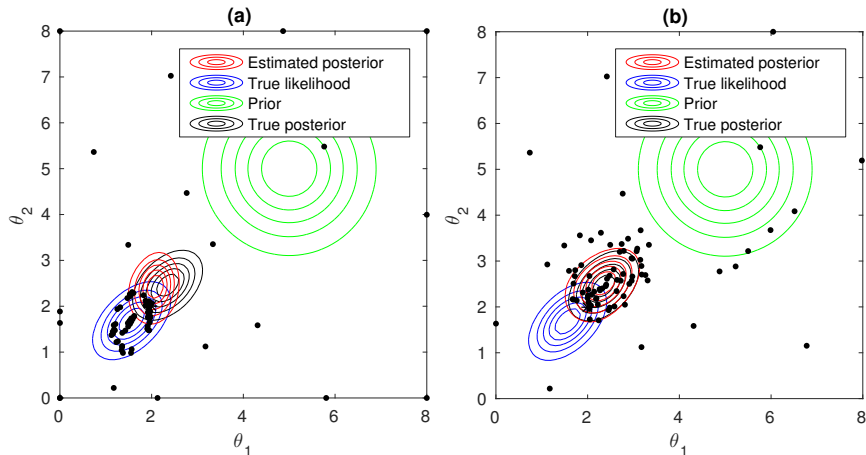 (a)
8
7
6
5
4
3
2
1
0
θ2
0
2
4
6
8
θ1
Estimated posterior
True likelihood
Prior
True posterior
(b)
8
7
6
5
4
3
2
1
0
θ2
0
2
4
6
8
θ1
Estimated posterior
True likelihood
Prior
True posterior